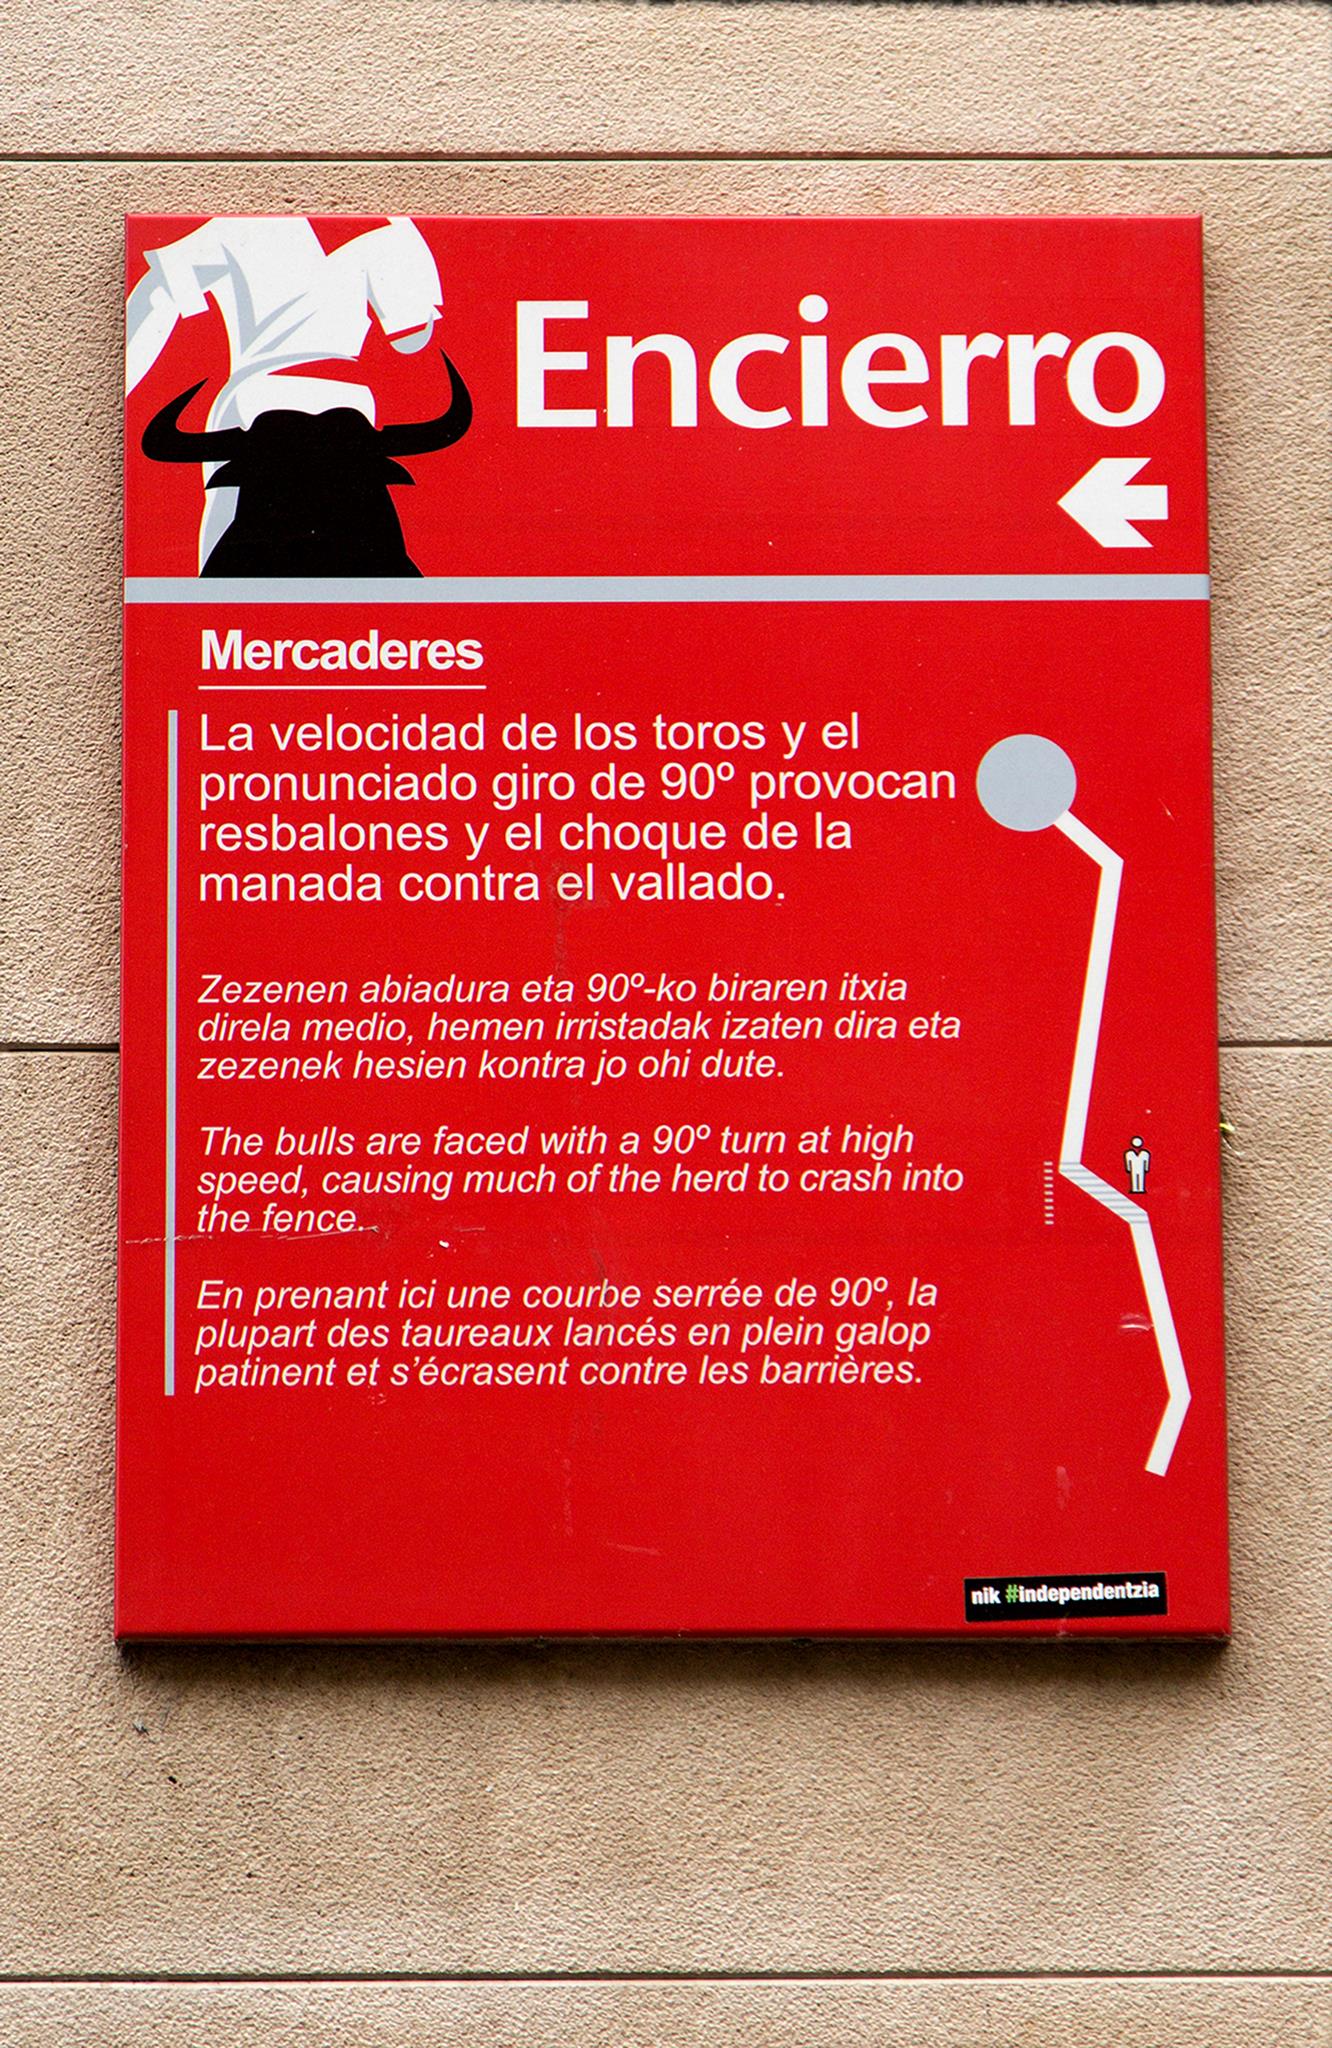 Encierro
Mercaderes
La velocidad de los toros y el
pronunciado giro de 90º provocan
resbalones y el choque de la
manada contra el vallado.
Zezenen abiadura eta 90º-ko biraren itxia
direla medio, hemen irristadak izaten dira eta
zezenek hesien kontra jo ohi dute.
The bulls are faced with a 90º turn at high
speed, causing much of the herd to crash into
the fence.
En prenant ici une courbe serrée de 90º, la
plupart des taureaux lancés en plein galop
patinent et s’écrasent contre les barrières.
nik #independentzia